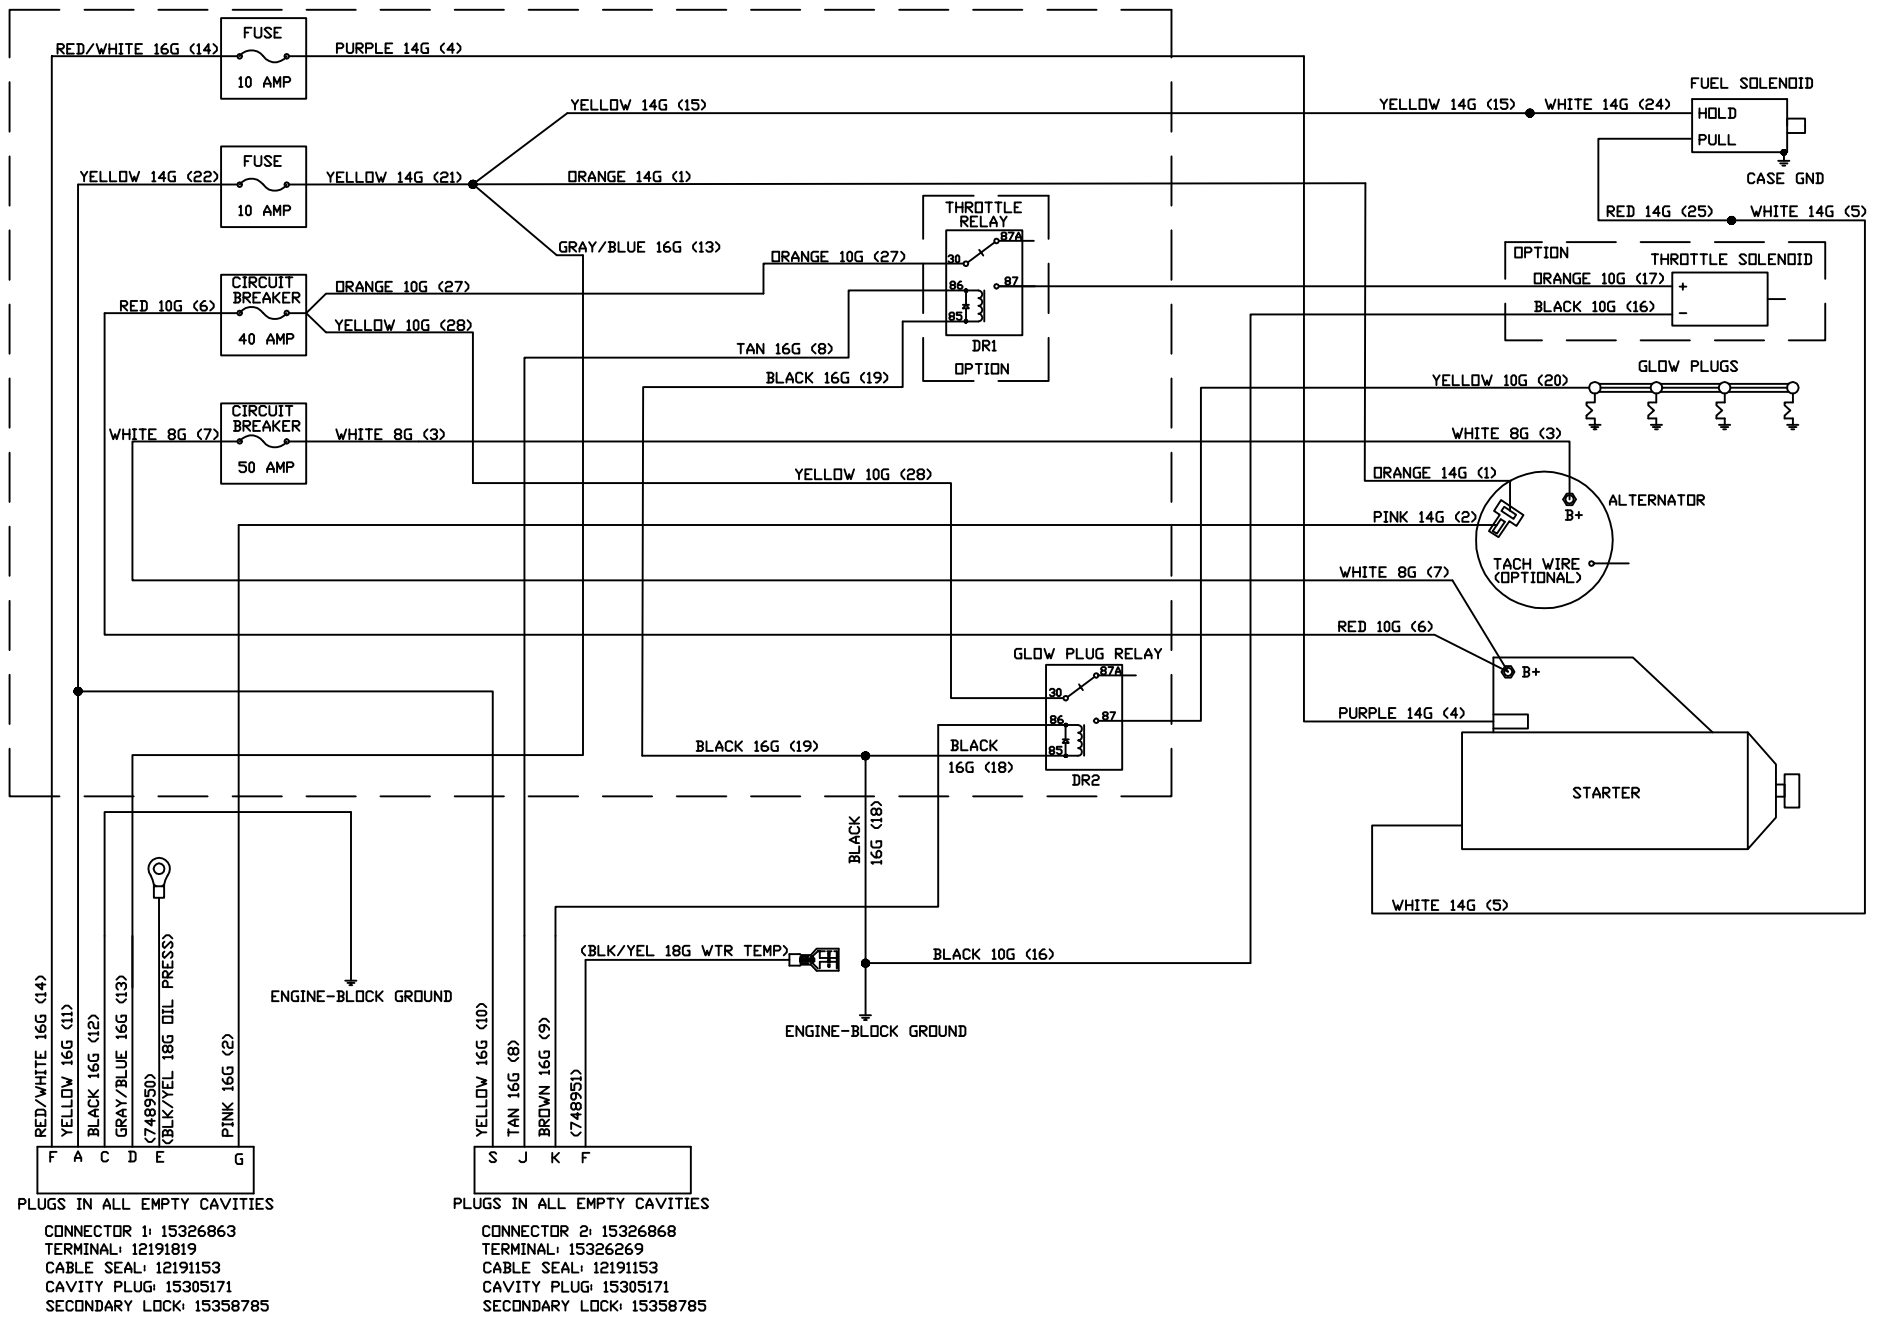 FUSE
RED/WHITE 16G (14)
PURPLE 14G (4)
10 AMP
FUEL SOLENOID
YELLOW 14G (15)
YELLOW 14G (15)
WHITE 14G (24)
HOLD
PULL
CASE GND
FUSE
YELLOW 14G (22)
YELLOW 14G (21)
ORANGE 14G (1)
10 AMP
THROTTLE
RELAY
RED 14G (25)
WHITE 14G (5)
87A
GRAY/BLUE 16G (13)
ORANGE 10G (27)
30
OPTION
THROTTLE SOLENOID
CIRCUIT
BREAKER
ORANGE 10G (27)
86
87
ORANGE 10G (17)
+
RED 10G (6)
YELLOW 10G (28)
85
BLACK 10G (16)
-
40 AMP
TAN 16G (8)
DR1
OPTION
BLACK 16G (19)
GLOW PLUGS
YELLOW 10G (20)
CIRCUIT
BREAKER
WHITE 8G (7)
WHITE 8G (3)
WHITE 8G (3)
50 AMP
YELLOW 10G (28)
ORANGE 14G (1)
ALTERNATOR
B+
PINK 14G (2)
TACH WIRE
(OPTIONAL)
WHITE 8G (7)
RED 10G (6)
GLOW PLUG RELAY
87A
B+
30
86
87
PURPLE 14G (4)
BLACK 16G (19)
BLACK
16G (18)
85
DR2
STARTER
BLACK
16G (18)
WHITE 14G (5)
(BLK/YEL 18G WTR TEMP)
BLACK 10G (16)
ENGINE-BLOCK GROUND
ENGINE-BLOCK GROUND
RED/WHITE 16G (14)
YELLOW 16G (11)
BLACK 16G (12)
GRAY/BLUE 16G (13)
(748950)
(BLK/YEL 18G OIL PRESS)
PINK 16G (2)
YELLOW 16G (10)
TAN 16G (8)
BROWN 16G (9)
(748951)
F A C D E G
S J K F
PLUGS IN ALL EMPTY CAVITIES
CONNECTOR 1: 15326863
TERMINAL: 12191819
CABLE SEAL: 12191153
CAVITY PLUG: 15305171
SECONDARY LOCK: 15358785
PLUGS IN ALL EMPTY CAVITIES
CONNECTOR 2: 15326868
TERMINAL: 15326269
CABLE SEAL: 12191153
CAVITY PLUG: 15305171
SECONDARY LOCK: 15358785